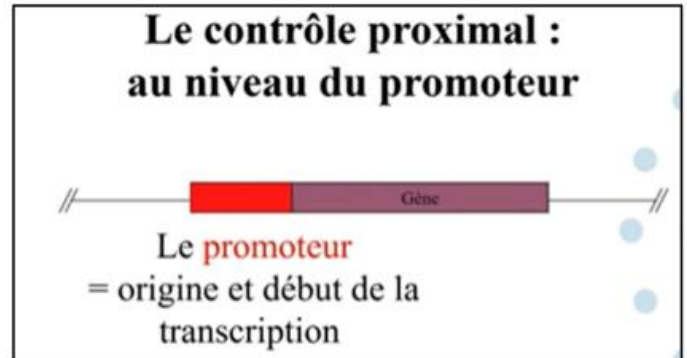 Le contrôle proximal :
au niveau du promoteur
Gène
Le promoteur
= origine et début de la
transcription